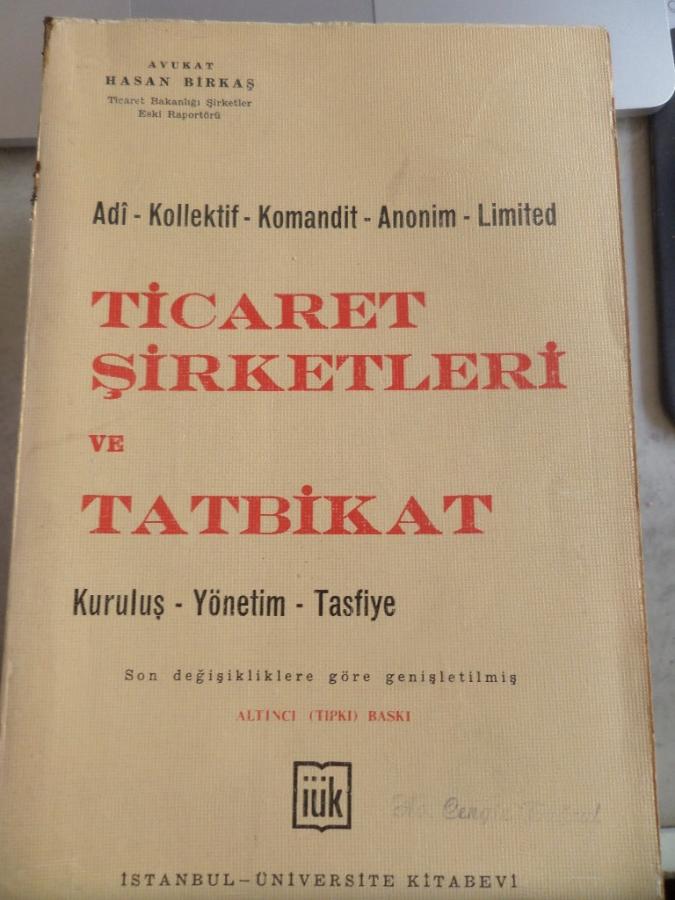 AVUKAT
HASAN BİRKAŞ
Ticaret Bakanlığı Şirketler
Eski Raportörü
Adî - Kollektif - Komandit - Anonim - Limited
TİCARET
ŞİRKETLERİ
VE
TATBİKAT
Kuruluş - Yönetim - Tasfiye
Son değişikliklere göre genişletilmiş
ALTINCI (TIPKI) BASKI
iük
Cengiz
İSTANBUL - ÜNİVERSİTE KİTABEVİ